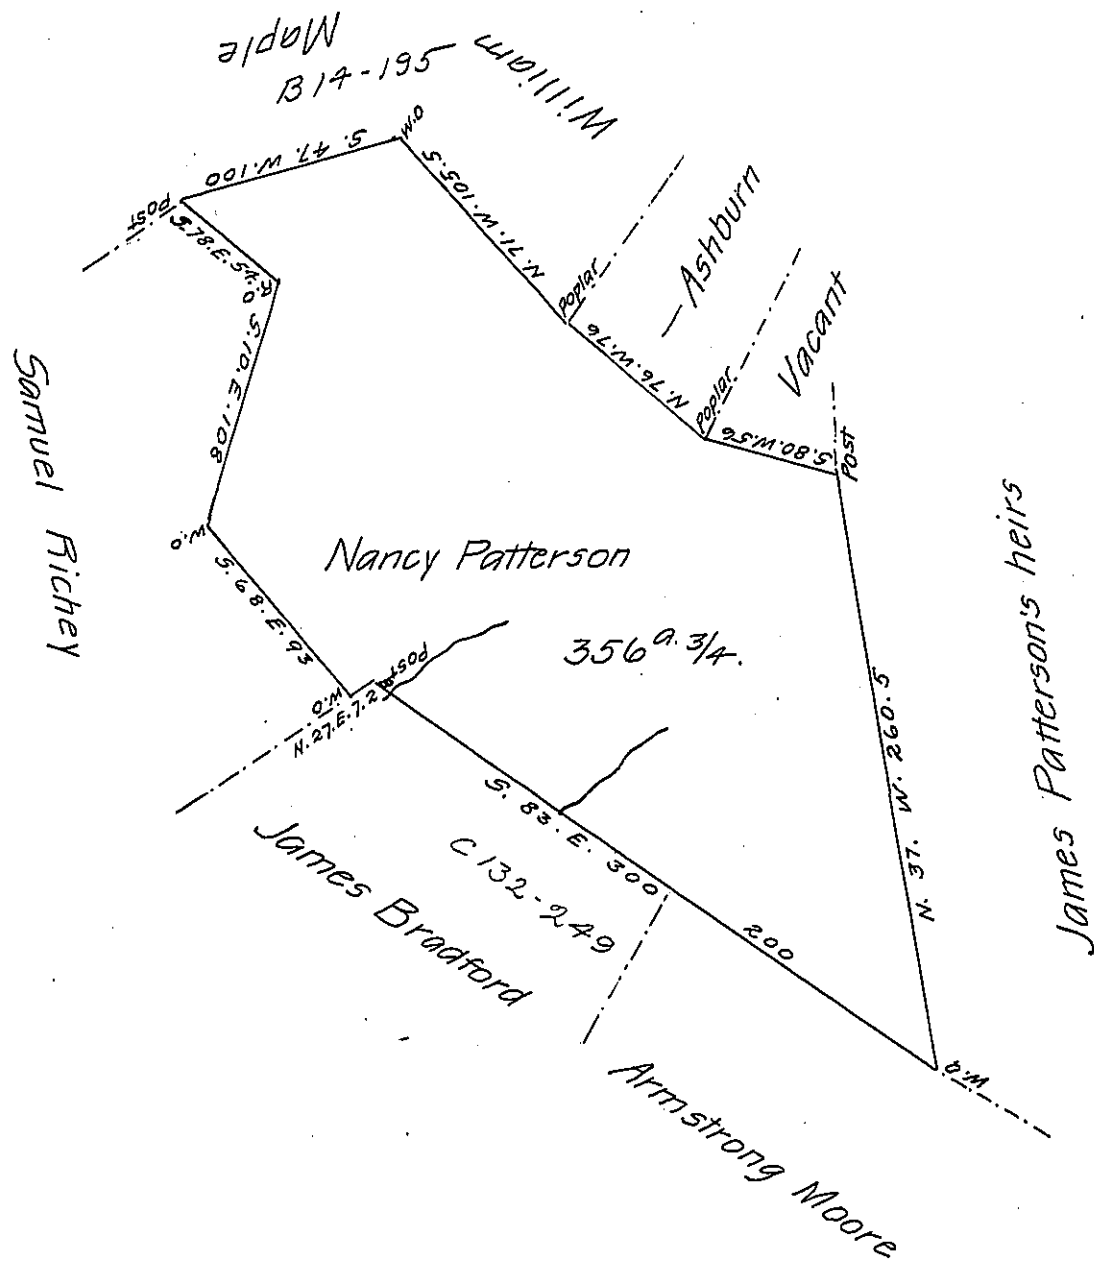 Maple
B14-195
William
S. 47. W. 100
W.O
Post
S. 78. E. 54.
R.O
N. 71. W. 105.5
Poplar
Ashburn
N. 76. W. 76
Poplar
Vacant
S. 80. W. 56
Post
S. 10. E. 108
W.O
Samuel Richey
Nancy Patterson
S. 68. E. 93
356 a. 3/4.
James Patterson's heirs
W.O
Post
N. 27. E. 7.2
N. 37. W. 260.5
S. 83. E. 300
C 132-249
James Bradford
200
W.O
Armstrong Moore